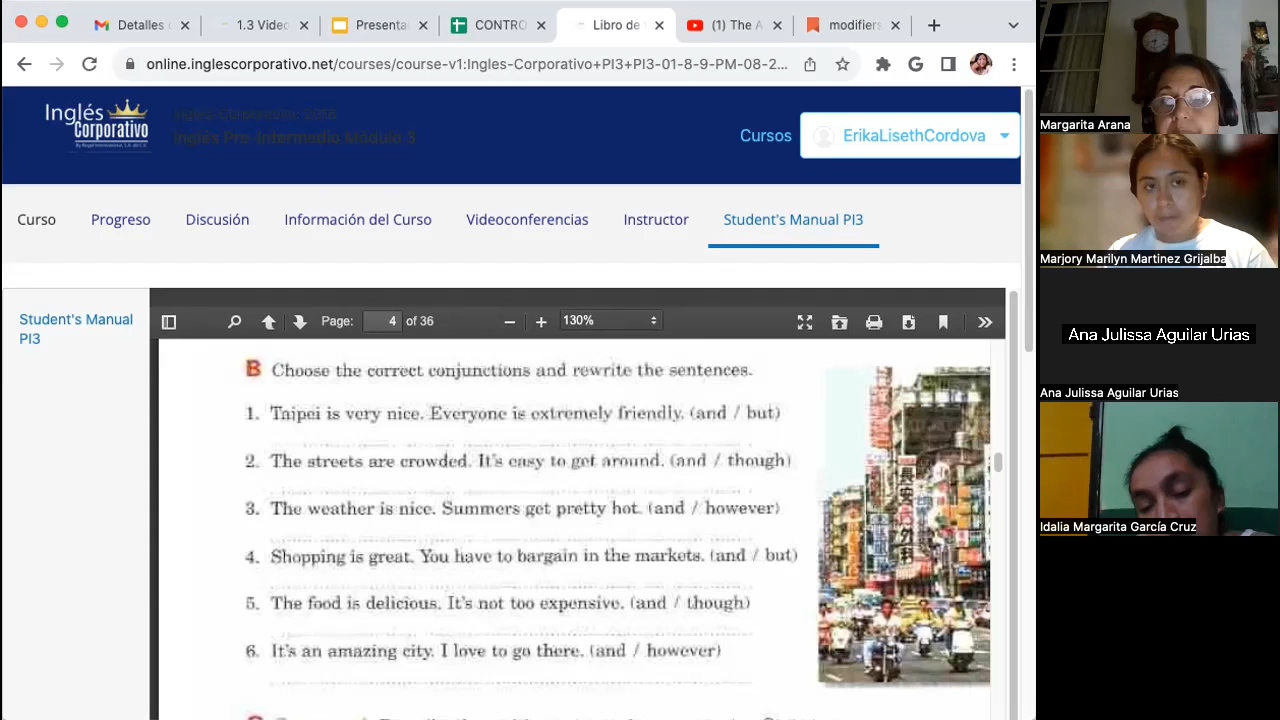 Detalles
1.3 Video
Presenta
CONTRO
Libro de
(1) The A
modifiers
online.inglescorporativo.net/courses/course-v1:Ingles-Corporativo+PI3+PI3-01-8-9-PM-08-2...
Inglés
Corporativo
Inglés Pre-Intermedio Módulo 3
Cursos
ErikaLisethCordova
Curso
Progreso
Discusión
Información del Curso
Videoconferencias
Instructor
Student's Manual PI3
Student's Manual
PI3
Page: 4 of 36
130%
B Choose the correct conjunctions and rewrite the sentences.
1. Taipei is very nice. Everyone is extremely friendly. (and / but)
2. The streets are crowded. It's easy to get around. (and / though)
3. The weather is nice. Summers get pretty hot. (and / however)
4. Shopping is great. You have to bargain in the markets. (and / but)
5. The food is delicious. It's not too expensive. (and / though)
6. It's an amazing city. I love to go there. (and / however)
Margarita Arana
Marjory Marilyn Martinez Grijalba
Ana Julissa Aguilar Urias
Ana Julissa Aguilar Urias
Idalia Margarita García Cruz